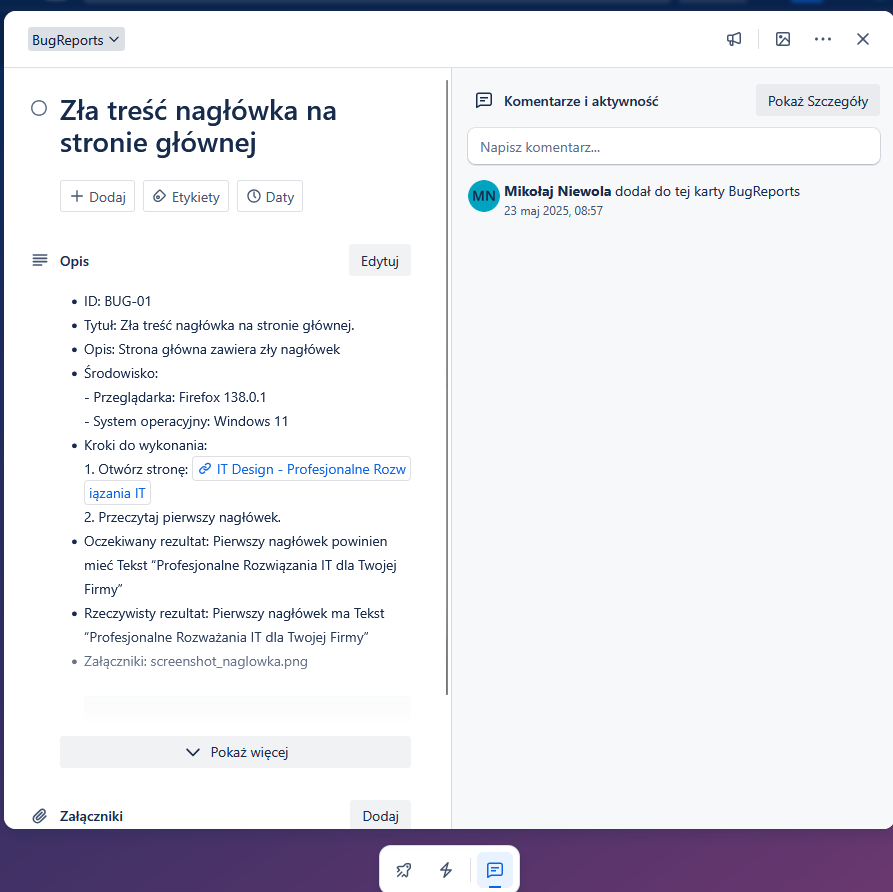 BugReports
Zła treść nagłówka na
stronie głównej
Dodaj
Etykiety
Daty
Opis
Edytuj
• ID: BUG-01
• Tytuł: Zła treść nagłówka na stronie głównej.
• Opis: Strona główna zawiera zły nagłówek
• Środowisko:
- Przeglądarka: Firefox 138.0.1
- System operacyjny: Windows 11
• Kroki do wykonania:
1. Otwórz stronę: IT Design - Profesjonalne Rozw
iązania IT
2. Przeczytaj pierwszy nagłówek.
• Oczekiwany rezultat: Pierwszy nagłówek powinien
mieć Tekst “Profesjonalne Rozwiązania IT dla Twojej
Firmy”
• Rzeczywisty rezultat: Pierwszy nagłówek ma Tekst
“Profesjonalne Rozważania IT dla Twojej Firmy”
• Załączniki: screenshot_naglowka.png
Pokaż więcej
Załączniki
Dodaj
Komentarze i aktywność
Pokaż Szczegóły
Napisz komentarz...
MN
Mikołaj Niewola dodał do tej karty BugReports
23 maj 2025, 08:57